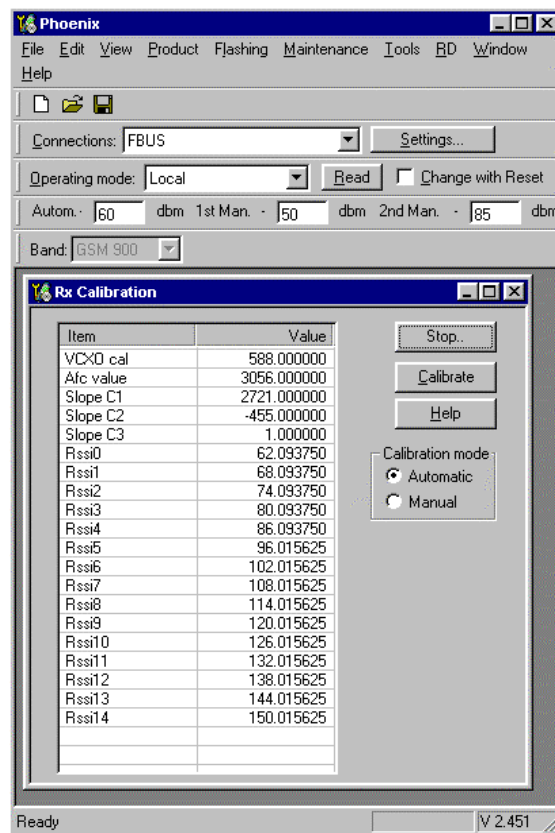 Phoenix
File Edit View Product Flashing Maintenance Tools RD Window
Help
Connections: FBUS Settings...
Operating mode: Local Read Change with Reset
Autom. - 60 dbm 1st Man. - 50 dbm 2nd Man. - 85 dbm
Band: GSM 900
Rx Calibration
Item Value
VCXO cal 588.000000
Afc value 3056.000000
Slope C1 2721.000000
Slope C2 -455.000000
Slope C3 1.000000
Rssi0 62.093750
Rssi1 68.093750
Rssi2 74.093750
Rssi3 80.093750
Rssi4 86.093750
Rssi5 96.015625
Rssi6 102.015625
Rssi7 108.015625
Rssi8 114.015625
Rssi9 120.015625
Rssi10 126.015625
Rssi11 132.015625
Rssi12 138.015625
Rssi13 144.015625
Rssi14 150.015625
Stop..
Calibrate
Help
Calibration mode
Automatic
Manual
Ready V 2.451